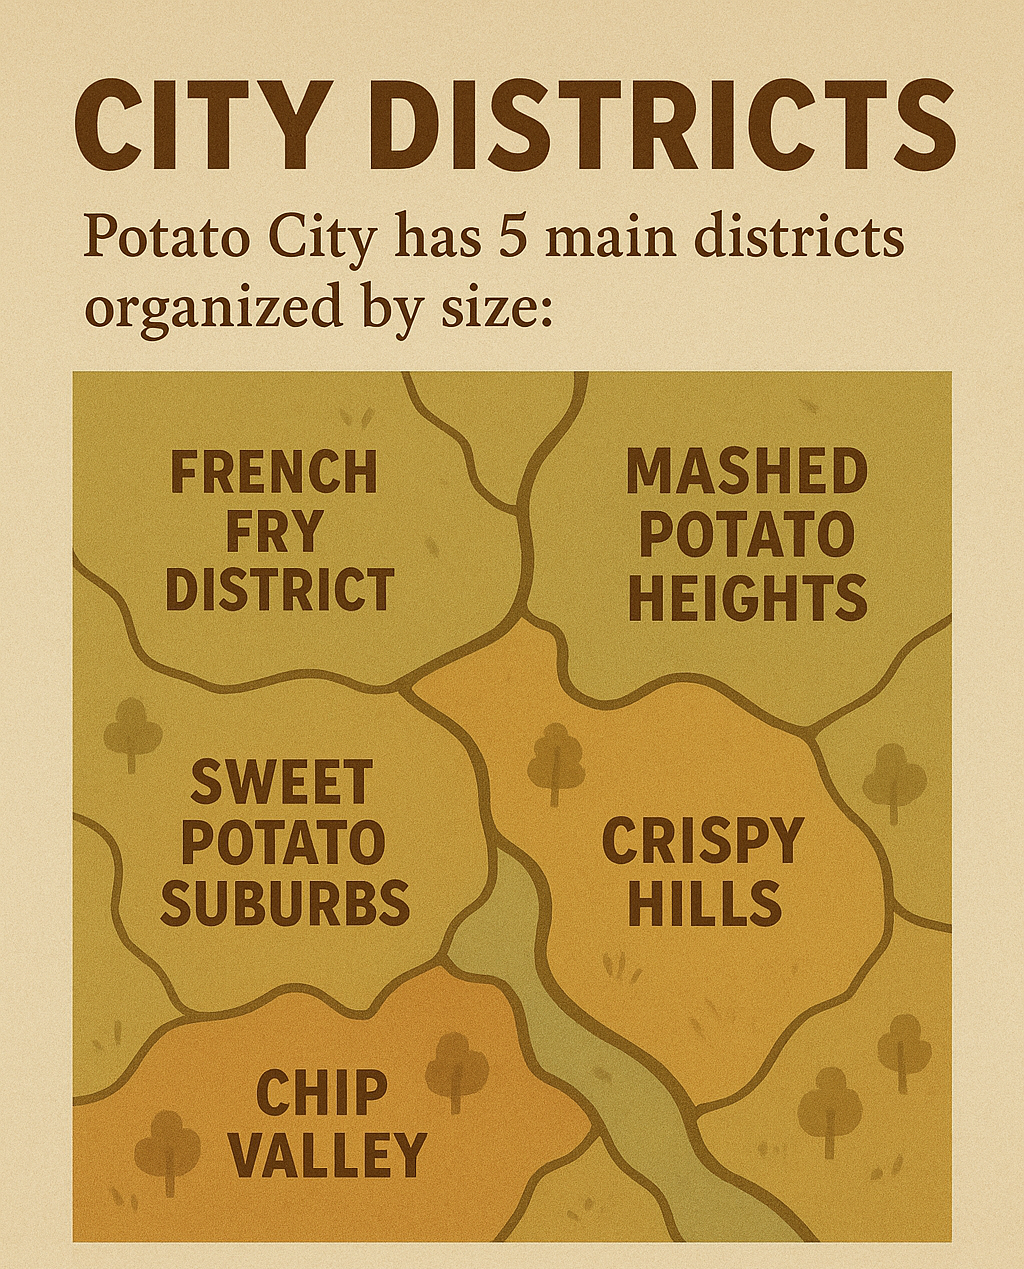 CITY DISTRICTS
Potato City has 5 main districts
organized by size:
FRENCH
FRY
DISTRICT
MASHED
POTATO
HEIGHTS
SWEET
POTATO
SUBURBS
CRISPY
HILLS
CHIP
VALLEY